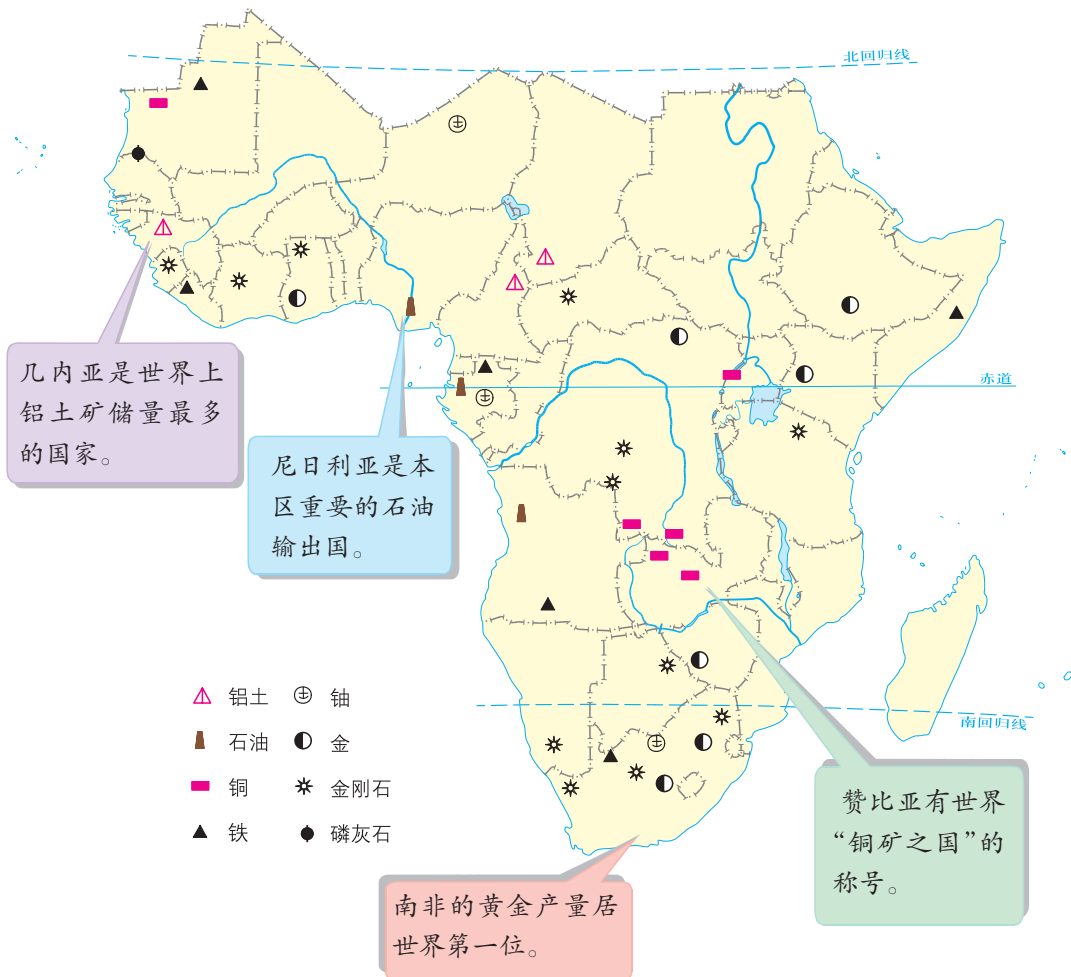 北回归线
几内亚是世界上
铝土矿储量最多
的国家。
赤道
尼日利亚是本
区重要的石油
输出国。
铝土
铀
南回归线
石油
金
铜
金刚石
铁
磷灰石
赞比亚有世界
“铜矿之国”的
称号。
南非的黄金产量居
世界第一位。